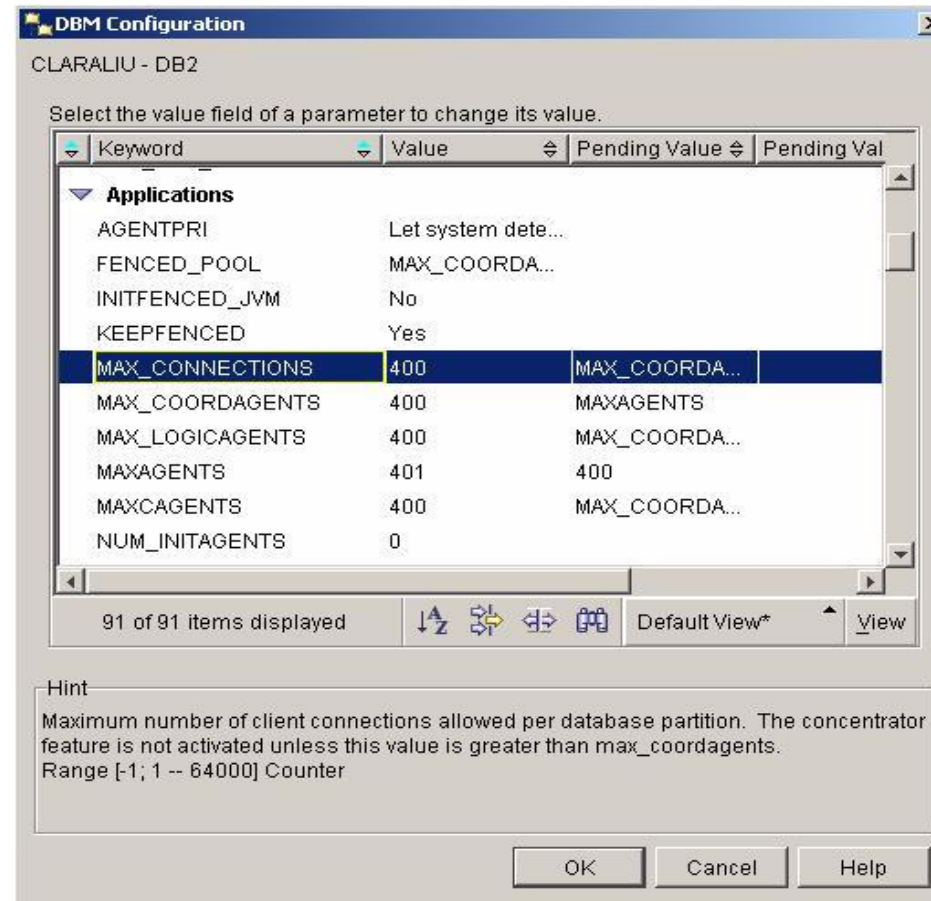 DBM Configuration
CLARALIU - DB2
Select the value field of a parameter to change its value.
Keyword Value Pending Value Pending Val
Applications
AGENTPRI Let system dete...
FENCED_POOL MAX_COORDA...
INITFENCED_JVM No
KEEPFENCED Yes
MAX_CONNECTIONS 400 MAX_COORDA...
MAX_COORDAGENTS 400 MAXAGENTS
MAX_LOGICAGENTS 400 MAX_COORDA...
MAXAGENTS 401 400
MAXCAGENTS 400 MAX_COORDA...
NUM_INITAGENTS 0
91 of 91 items displayed Default View* View
Hint
Maximum number of client connections allowed per database partition. The concentrator
feature is not activated unless this value is greater than max_coordagents.
Range [-1; 1 -- 64000] Counter
OK Cancel Help